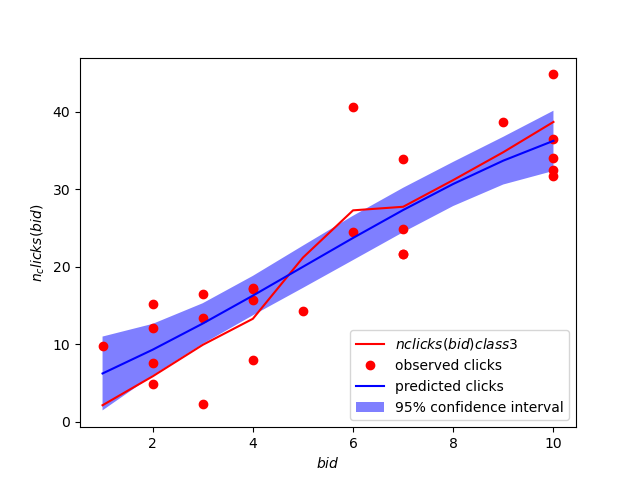 40
30
20
10
0
n_clicks(bid)
2
4
6
8
10
bid
nclicks(bid)class3
observed clicks
predicted clicks
95% confidence interval